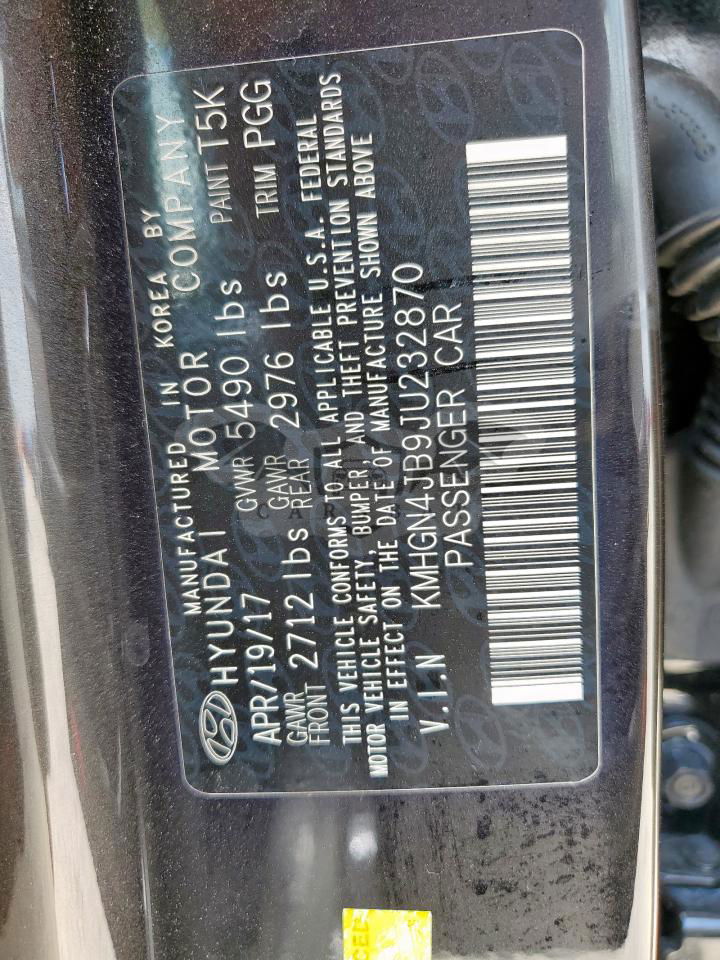 MANUFACTURED IN KOREA BY
HYUNDAI MOTOR COMPANY
APR/19/17 GVWR 5490 lbs PAINT T5K
GAWR FRONT 2712 lbs GAWR REAR 2976 lbs TRIM PGG
THIS VEHICLE CONFORMS TO ALL APPLICABLE U.S.A. FEDERAL
MOTOR VEHICLE SAFETY, BUMPER, AND THEFT PREVENTION STANDARDS
IN EFFECT ON THE DATE OF MANUFACTURE SHOWN ABOVE
V.I.N KMHGN4JB9JU232870
PASSENGER CAR